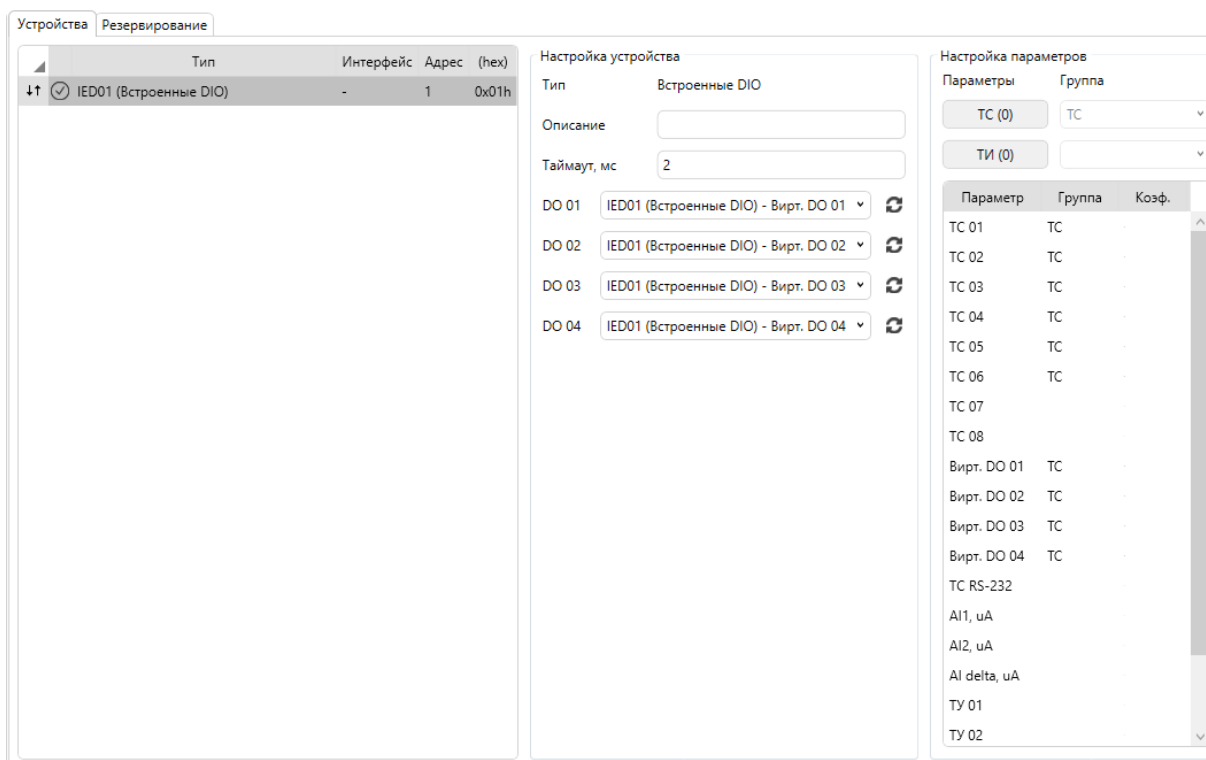 Устройства Резервирование
Тип Интерфейс Адрес (hex)
IED01 (Встроенные DIO) - 1 0x01h
Настройка устройства
Тип Встроенные DIO
Описание
Таймаут, мс 2
DO 01 IED01 (Встроенные DIO) - Вирт. DO 01
DO 02 IED01 (Встроенные DIO) - Вирт. DO 02
DO 03 IED01 (Встроенные DIO) - Вирт. DO 03
DO 04 IED01 (Встроенные DIO) - Вирт. DO 04
Настройка параметров
Параметры Группа
ТС (0) ТС
ТИ (0)
Параметр Группа Коэф.
ТС 01 ТС
ТС 02 ТС
ТС 03 ТС
ТС 04 ТС
ТС 05 ТС
ТС 06 ТС
ТС 07
ТС 08
Вирт. DO 01 ТС
Вирт. DO 02 ТС
Вирт. DO 03 ТС
Вирт. DO 04 ТС
ТС RS-232
AI1, uA
AI2, uA
AI delta, uA
ТУ 01
ТУ 02